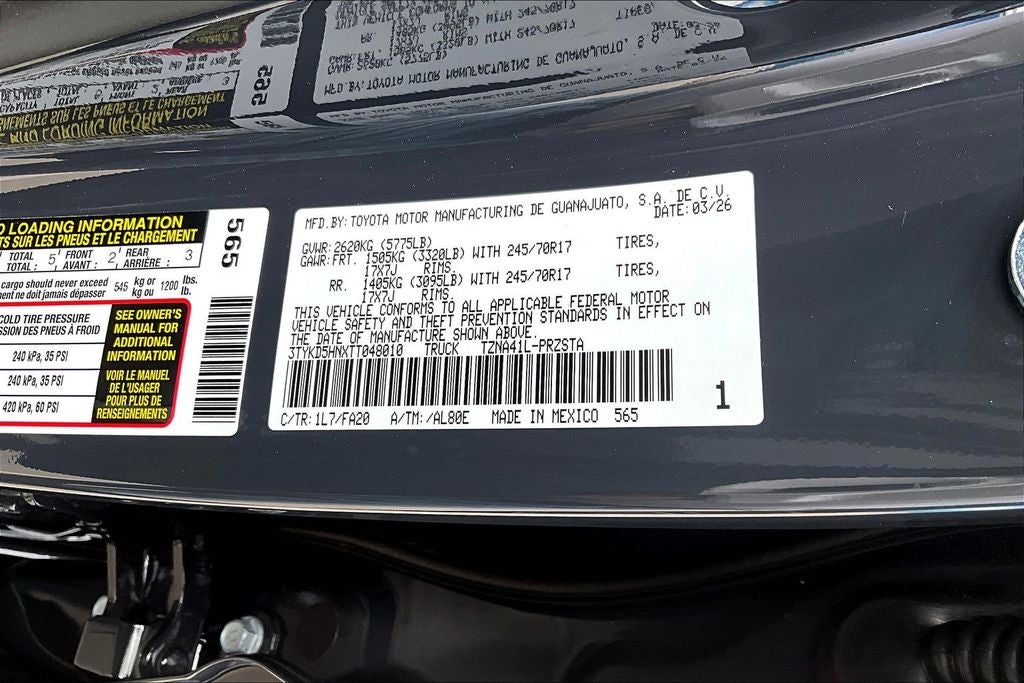 LOADING INFORMATION
TS SUR LES PNEUS ET LE CHARGEMENT
TOTAL : 5 FRONT AVANT : 2 REAR ARRIÈRE : 3
cargo should never exceed
ne doit jamais dépasser 545 kg or kg ou 1200 lbs. lb.
COLD TIRE PRESSURE
DES PNEUS À FROID
240 kPa, 35 PSI
240 kPa, 35 PSI
420 kPa, 60 PSI
SEE OWNER'S
MANUAL FOR
ADDITIONAL
INFORMATION
VOIR LE MANUEL
DE L'USAGER
POUR PLUS DE
RENSEIGNEMENTS
565
MFD. BY: TOYOTA MOTOR MANUFACTURING DE GUANAJUATO, S.A. DE C.V.
DATE: 03/26
GVWR: 2620KG (5775LB)
GAWR: FRT. 1505KG (3320LB) WITH 245/70R17 TIRES,
17X7J RIMS
RR. 1405KG (3095LB) WITH 245/70R17 TIRES,
17X7J RIMS
THIS VEHICLE CONFORMS TO ALL APPLICABLE FEDERAL MOTOR
VEHICLE SAFETY AND THEFT PREVENTION STANDARDS IN EFFECT ON
THE DATE OF MANUFACTURE SHOWN ABOVE.
3TYKD5HNXTT048010 TRUCK TZNA41L-PRZSTA
1
C/TR: 1L7/FA20 A/TM: /AL80E MADE IN MEXICO 565